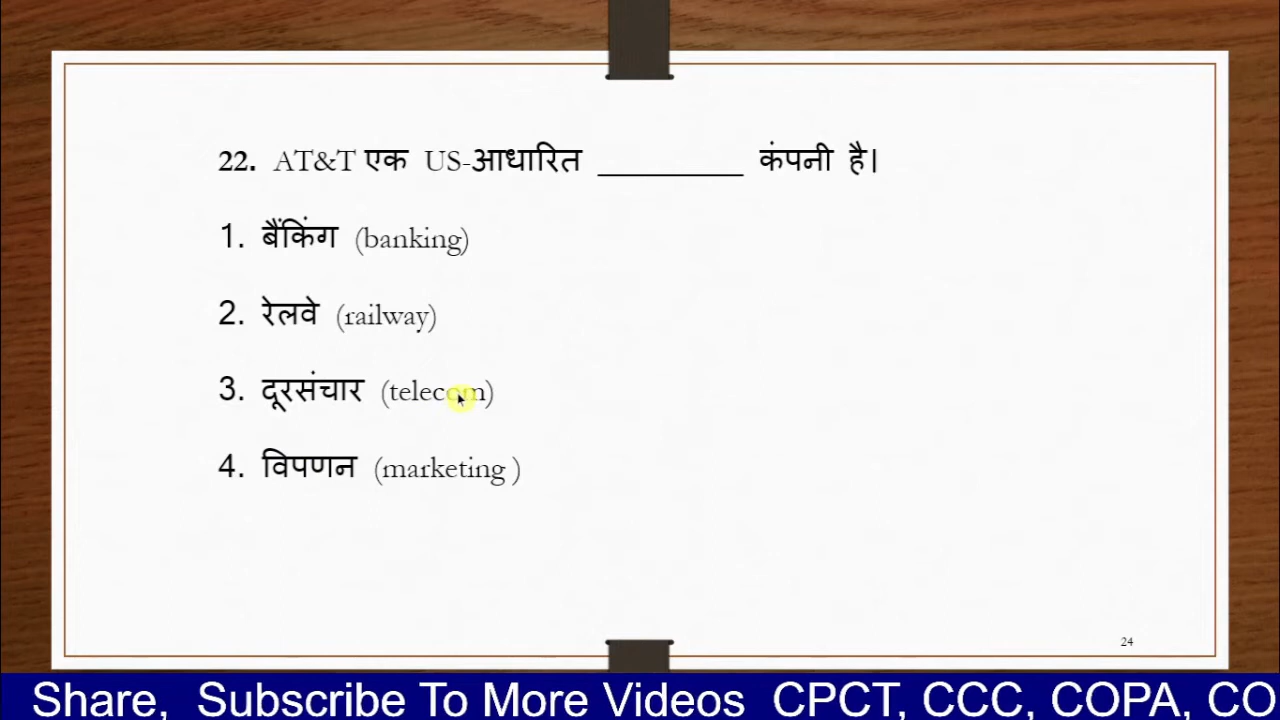 22. AT&T एक US-आधारित __________ कंपनी है।
1. बैंकिंग (banking)
2. रेलवे (railway)
3. दूरसंचार (telecom)
4. विपणन (marketing )
24
Share, Subscribe To More Videos CPCT, CCC, COPA, CO